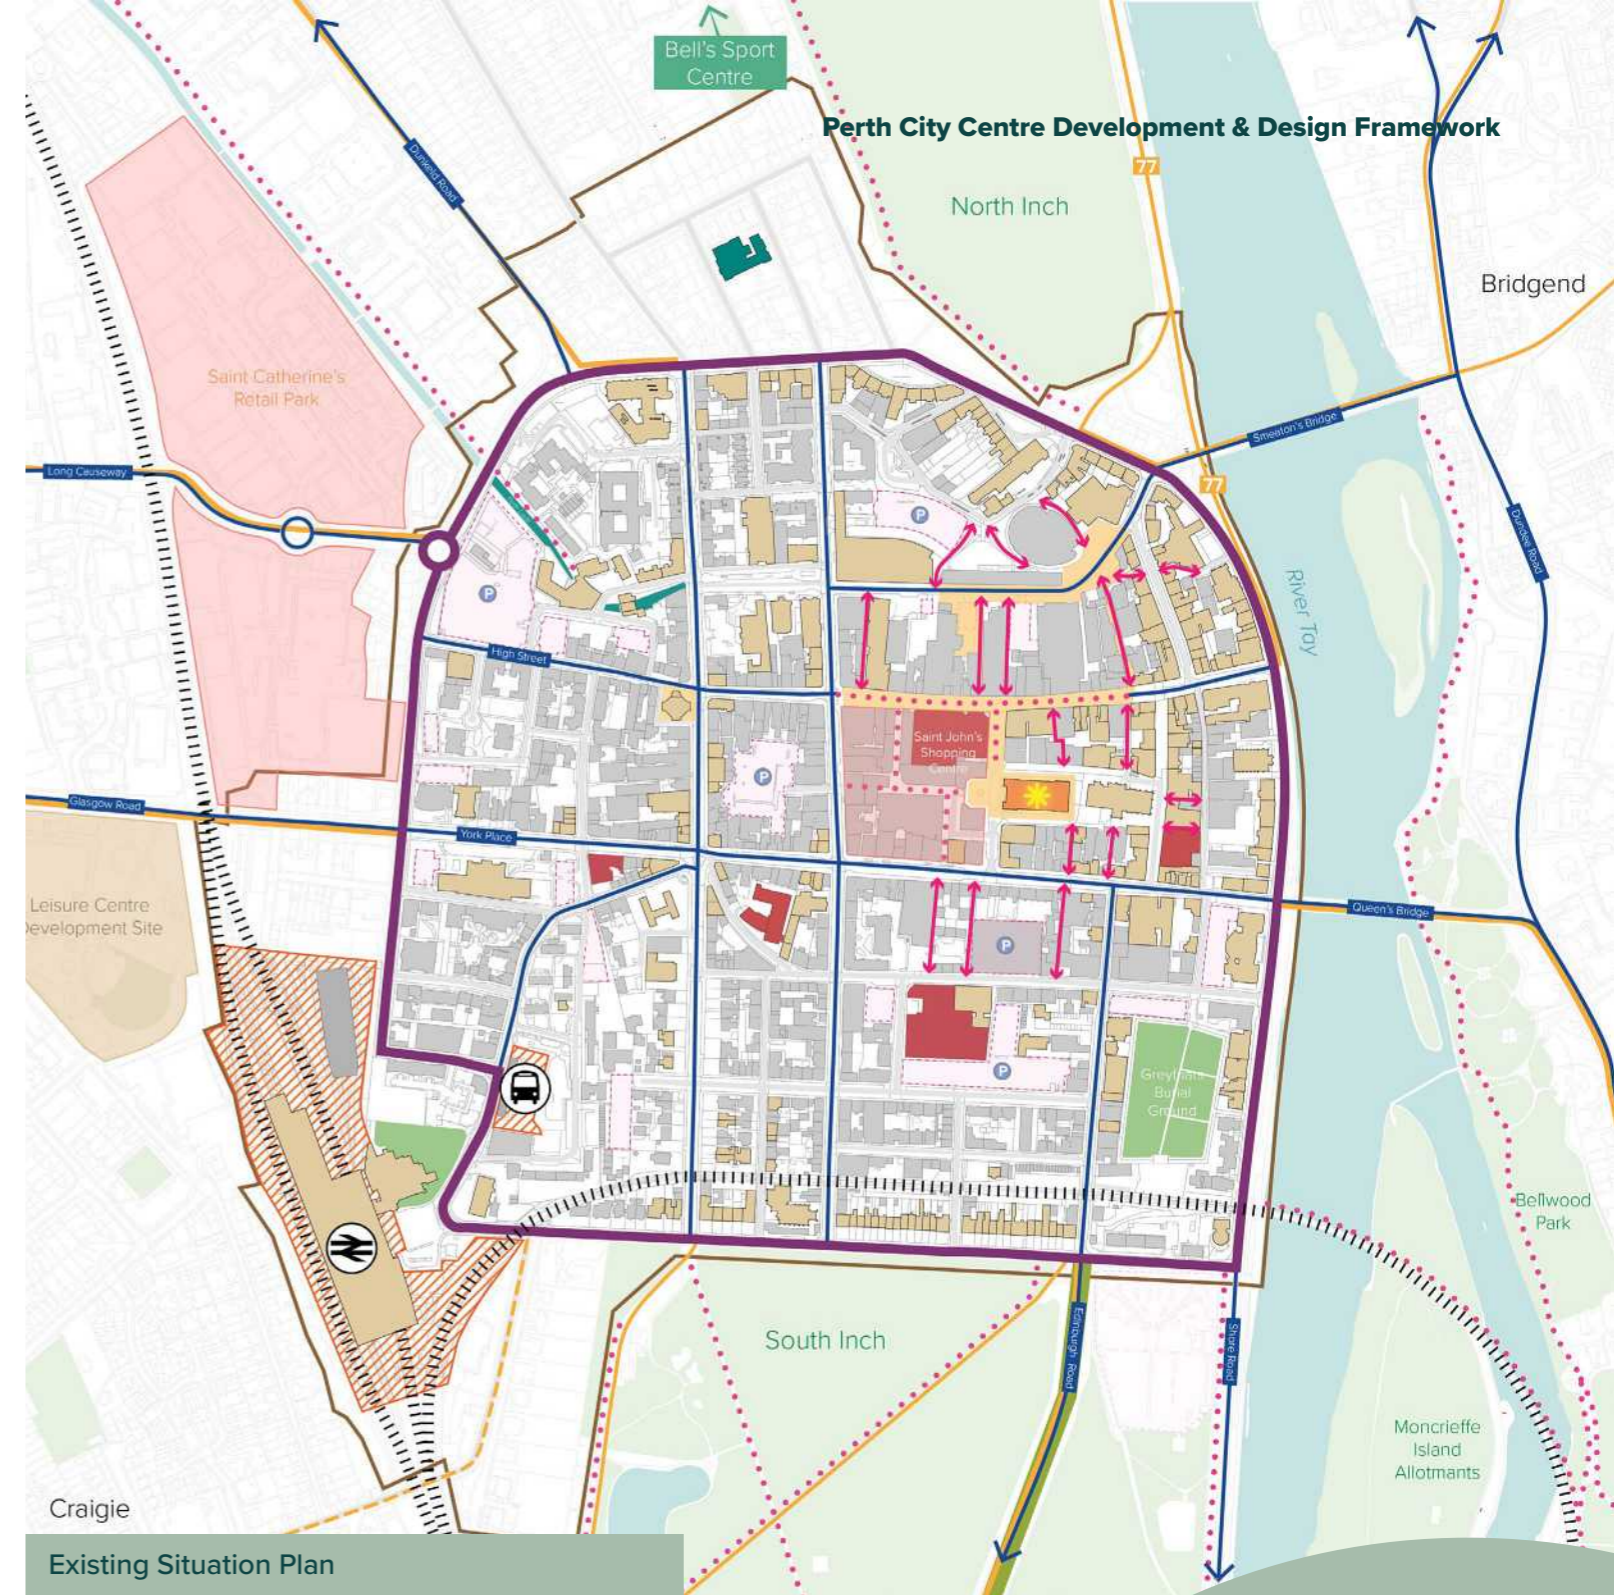 Bell's Sport
Centre
Perth City Centre Development & Design Framework
77
Dunkeld Road
North Inch
Bridgend
Saint Catherine's
Retail Park
Smeaton's Bridge
Long Causeway
77
P
Dundee Road
P
River Tay
High Street
Saint John's
Shopping
Centre
P
Glasgow Road
York Place
Leisure Centre
Development Site
Queen's Bridge
P
P
Greyfriars
Burial
Ground
Bellwood
Park
South Inch
Edinburgh Road
Shore Road
Moncrieffe
Island
Allotmants
Craigie
Existing Situation Plan